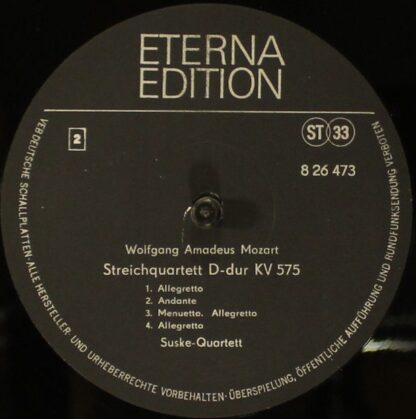 ETERNA
EDITION
2
ST 33
8 26 473
Wolfgang Amadeus Mozart
Streichquartett D-dur KV 575
1. Allegretto
2. Andante
3. Menuetto. Allegretto
4. Allegretto
Suske-Quartett
VEB DEUTSCHE SCHALLPLATTEN · ALLE HERSTELLER- UND URHEBERRECHTE VORBEHALTEN · ÜBERSPIELUNG, ÖFFENTLICHE AUFFÜHRUNG UND RUNDFUNKSENDUNG VERBOTEN